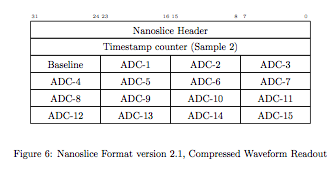 31 24 23 16 15 8 7 0
Nanoslice Header
Timestamp counter (Sample 2)
Baseline ADC-1 ADC-2 ADC-3
ADC-4 ADC-5 ADC-6 ADC-7
ADC-8 ADC-9 ADC-10 ADC-11
ADC-12 ADC-13 ADC-14 ADC-15
Figure 6: Nanoslice Format version 2.1, Compressed Waveform Readout